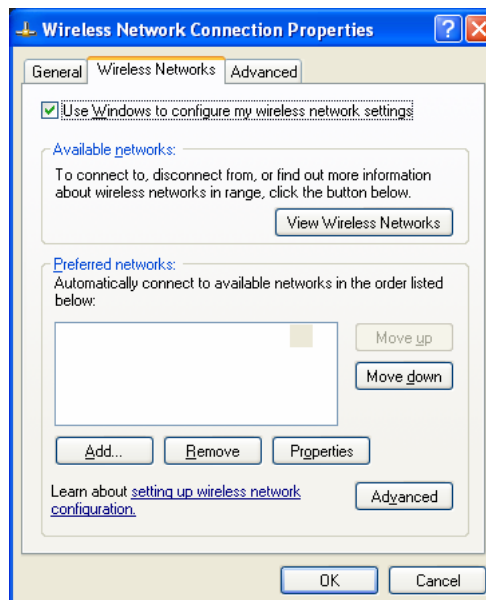 Wireless Network Connection Properties
General Wireless Networks Advanced
Use Windows to configure my wireless network settings
Available networks:
To connect to, disconnect from, or find out more information
about wireless networks in range, click the button below.
View Wireless Networks
Preferred networks:
Automatically connect to available networks in the order listed
below:
Move up
Move down
Add... Remove Properties
Learn about setting up wireless network
configuration.
Advanced
OK Cancel